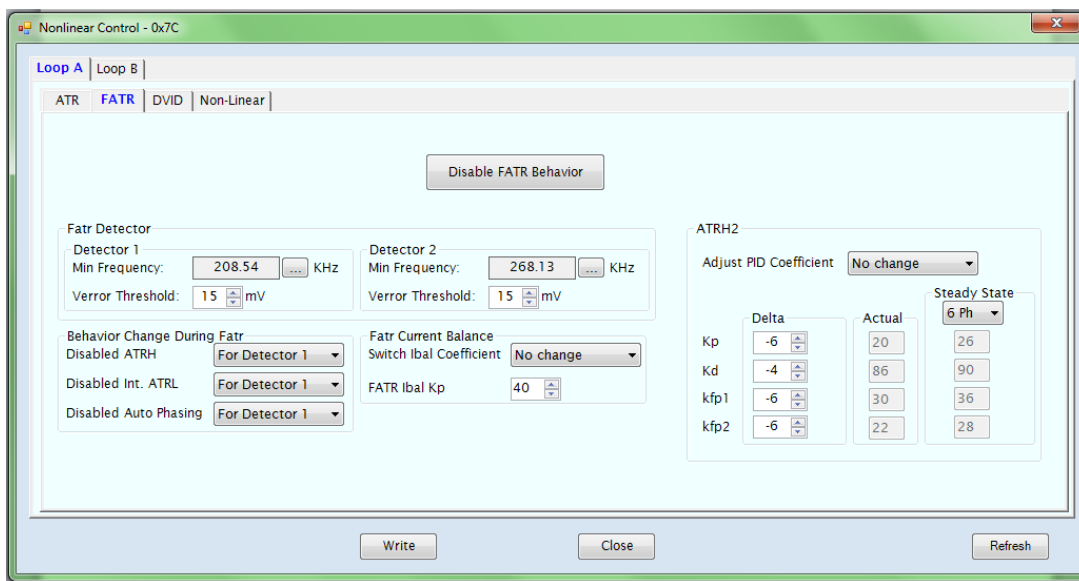 Nonlinear Control - 0x7C
x
Loop A Loop B
ATR FATR DVID Non-Linear
Disable FATR Behavior
Fatr Detector
Detector 1
Min Frequency: 208.54 ... KHz
Verror Threshold: 15 mV
Detector 2
Min Frequency: 268.13 ... KHz
Verror Threshold: 15 mV
Behavior Change During Fatr
Disabled ATRH For Detector 1
Disabled Int. ATRL For Detector 1
Disabled Auto Phasing For Detector 1
Fatr Current Balance
Switch Ibal Coefficient No change
FATR Ibal Kp 40
ATRH2
Adjust PID Coefficient No change
Steady State
Delta Actual 6 Ph
Kp -6 20 26
Kd -4 86 90
kfp1 -6 30 36
kfp2 -6 22 28
Write Close Refresh